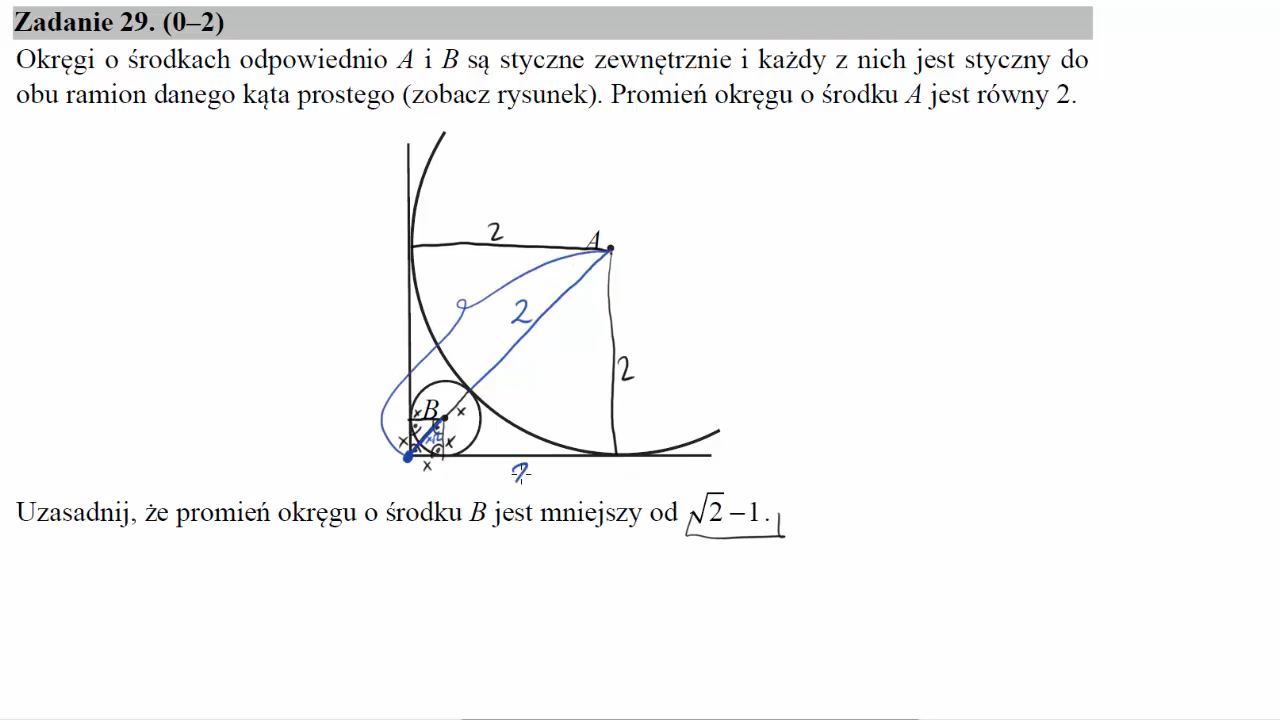 Zadanie 29. (0–2)
Okręgi o środkach odpowiednio A i B są styczne zewnętrznie i każdy z nich jest styczny do
obu ramion danego kąta prostego (zobacz rysunek). Promień okręgu o środku A jest równy 2.
2
A
2
2
B
x
x
x
x
x
x√2
2
Uzasadnij, że promień okręgu o środku B jest mniejszy od √2 − 1.